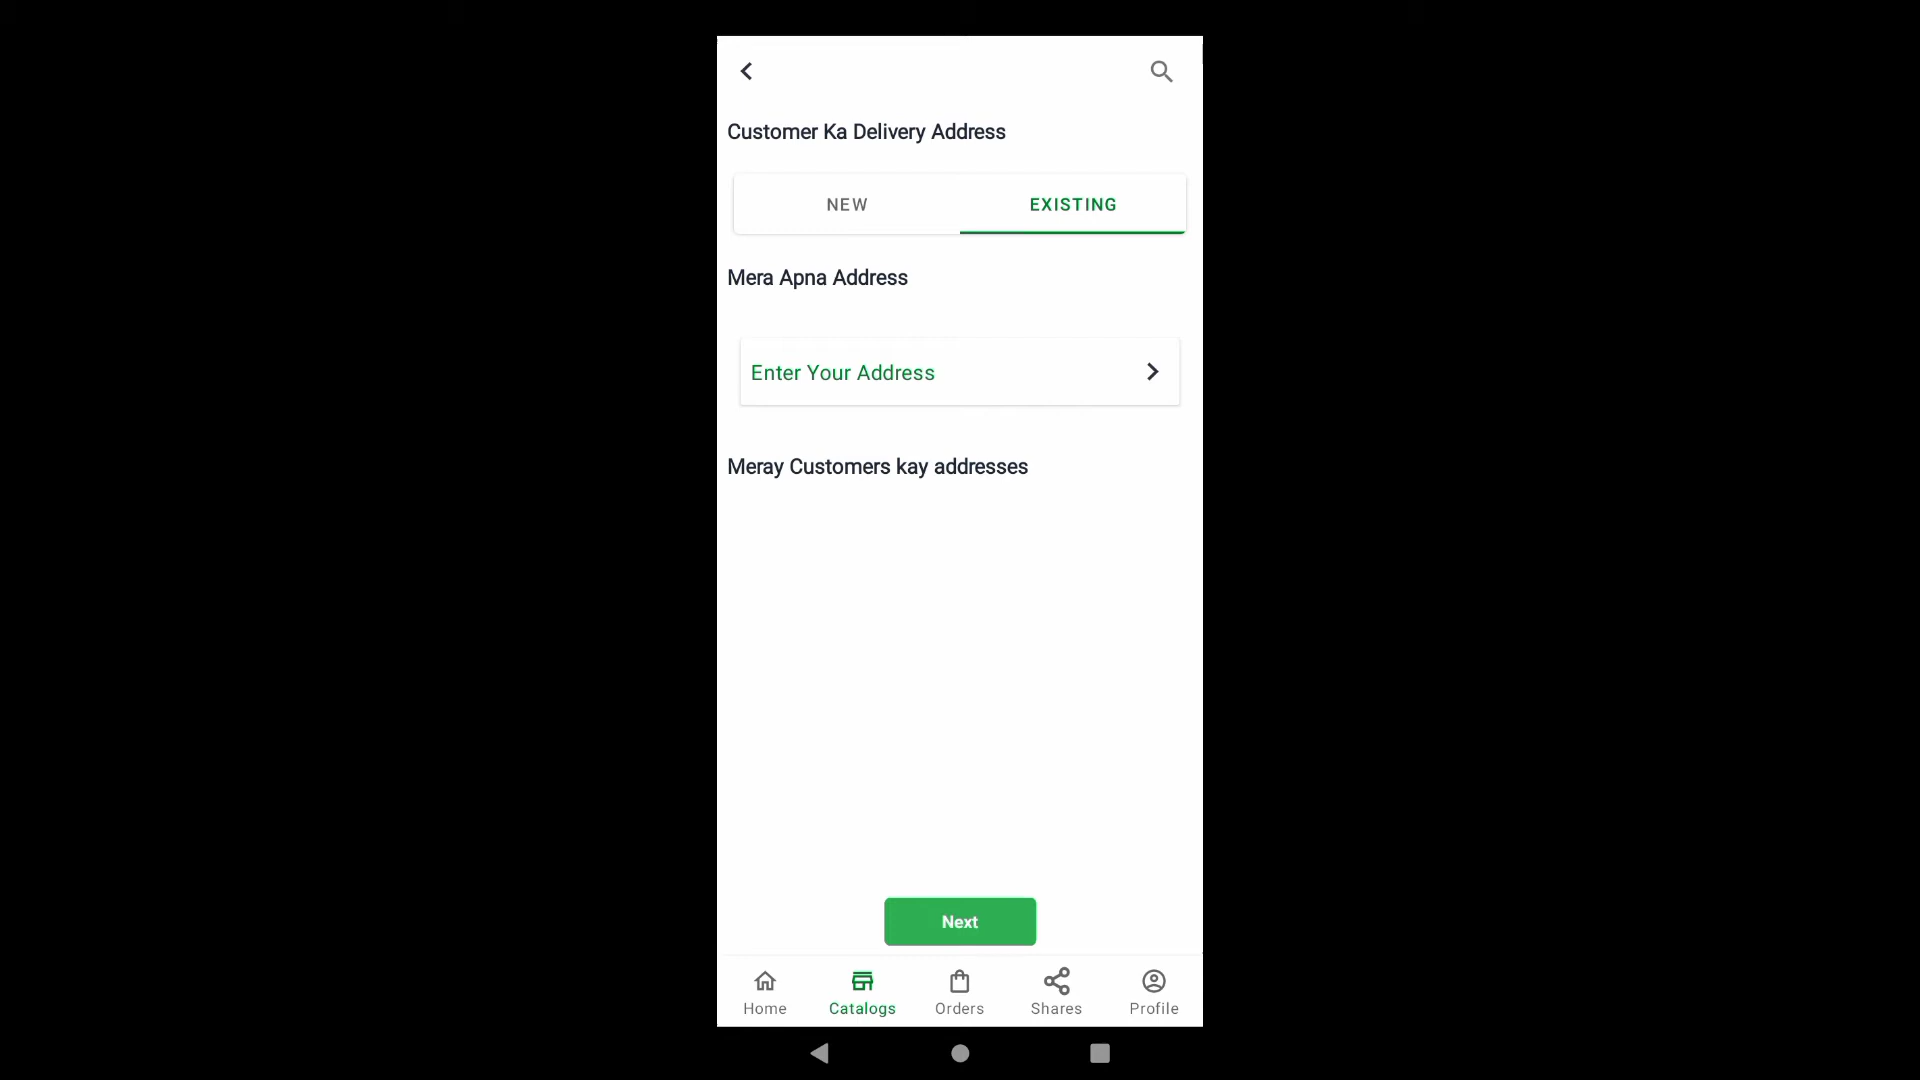 Customer Ka Delivery Address
NEW
EXISTING
Mera Apna Address
Enter Your Address
Meray Customers kay addresses
Next
Home
Catalogs
Orders
Shares
Profile